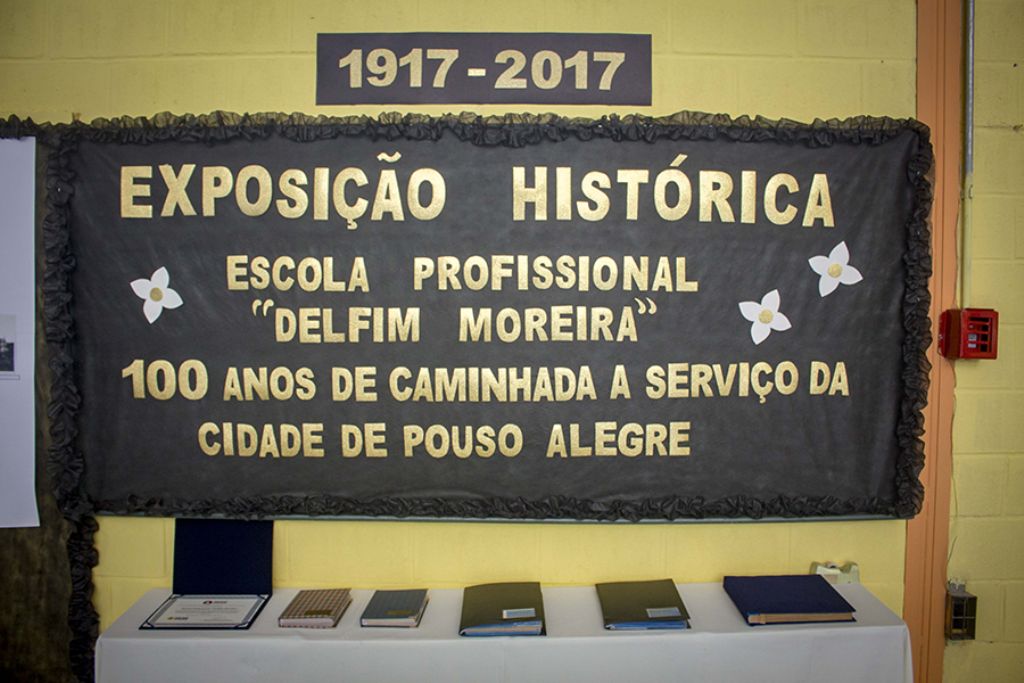 1917-2017
EXPOSIÇÃO HISTÓRICA
ESCOLA PROFISSIONAL
“DELFIM MOREIRA”
100 ANOS DE CAMINHADA A SERVIÇO DA
CIDADE DE POUSO ALEGRE